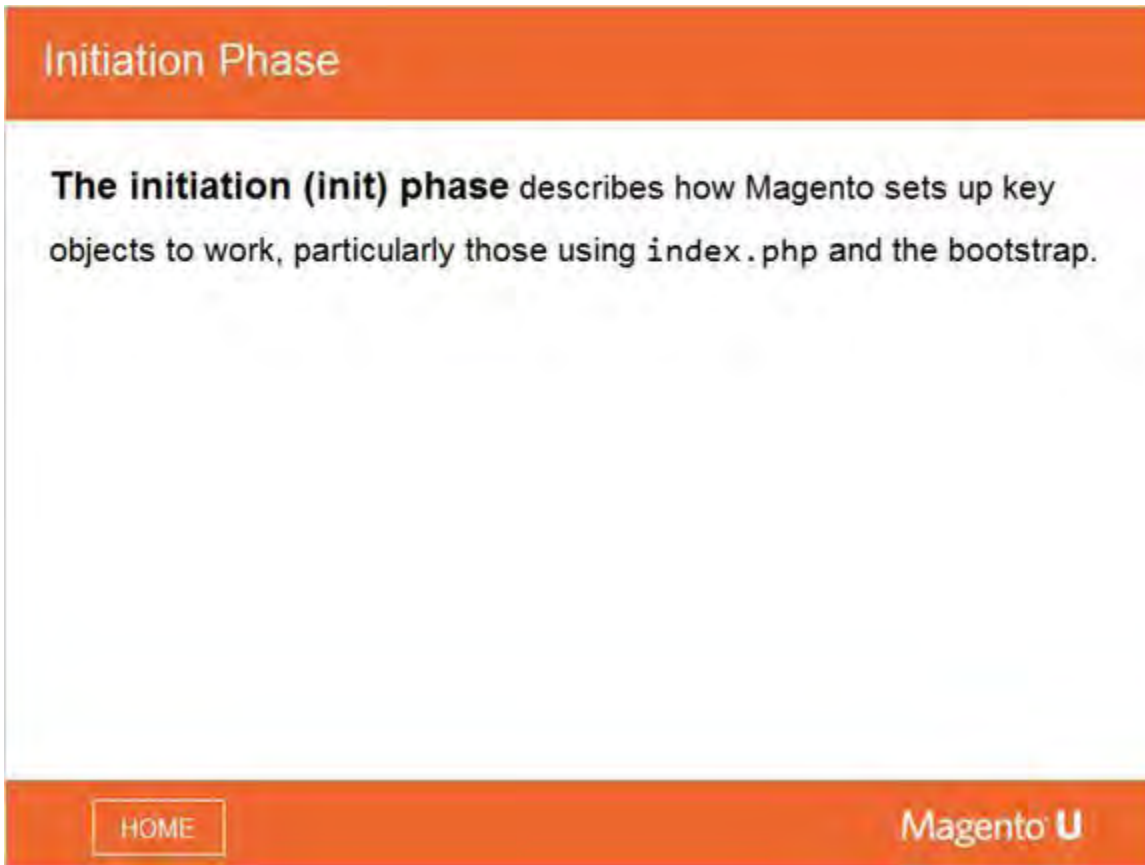 Initiation Phase
The initiation (init) phase describes how Magento sets up key
objects to work, particularly those using index.php and the bootstrap.
HOME
Magento U